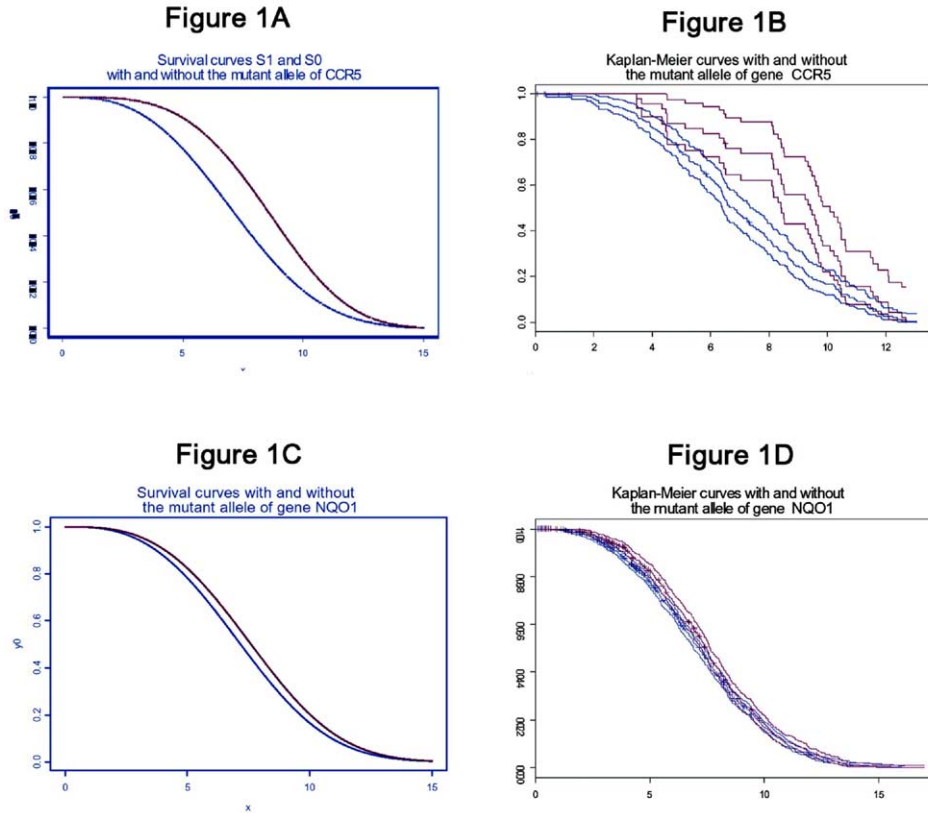 Figure 1A
Survival curves S1 and S0
with and without the mutant allele of CCR5
0
5
10
15
Figure 1B
Kaplan-Meier curves with and without
the mutant allele of gene CCR5
1.0
0.8
0.6
0.4
0.2
0.0
0
2
4
6
8
10
12
Figure 1C
Survival curves with and without
the mutant allele of gene NQO1
y0
1.0
0.8
0.6
0.4
0.2
0.0
0
5
10
15
x
Figure 1D
Kaplan-Meier curves with and without
the mutant allele of gene NQO1
0
5
10
15